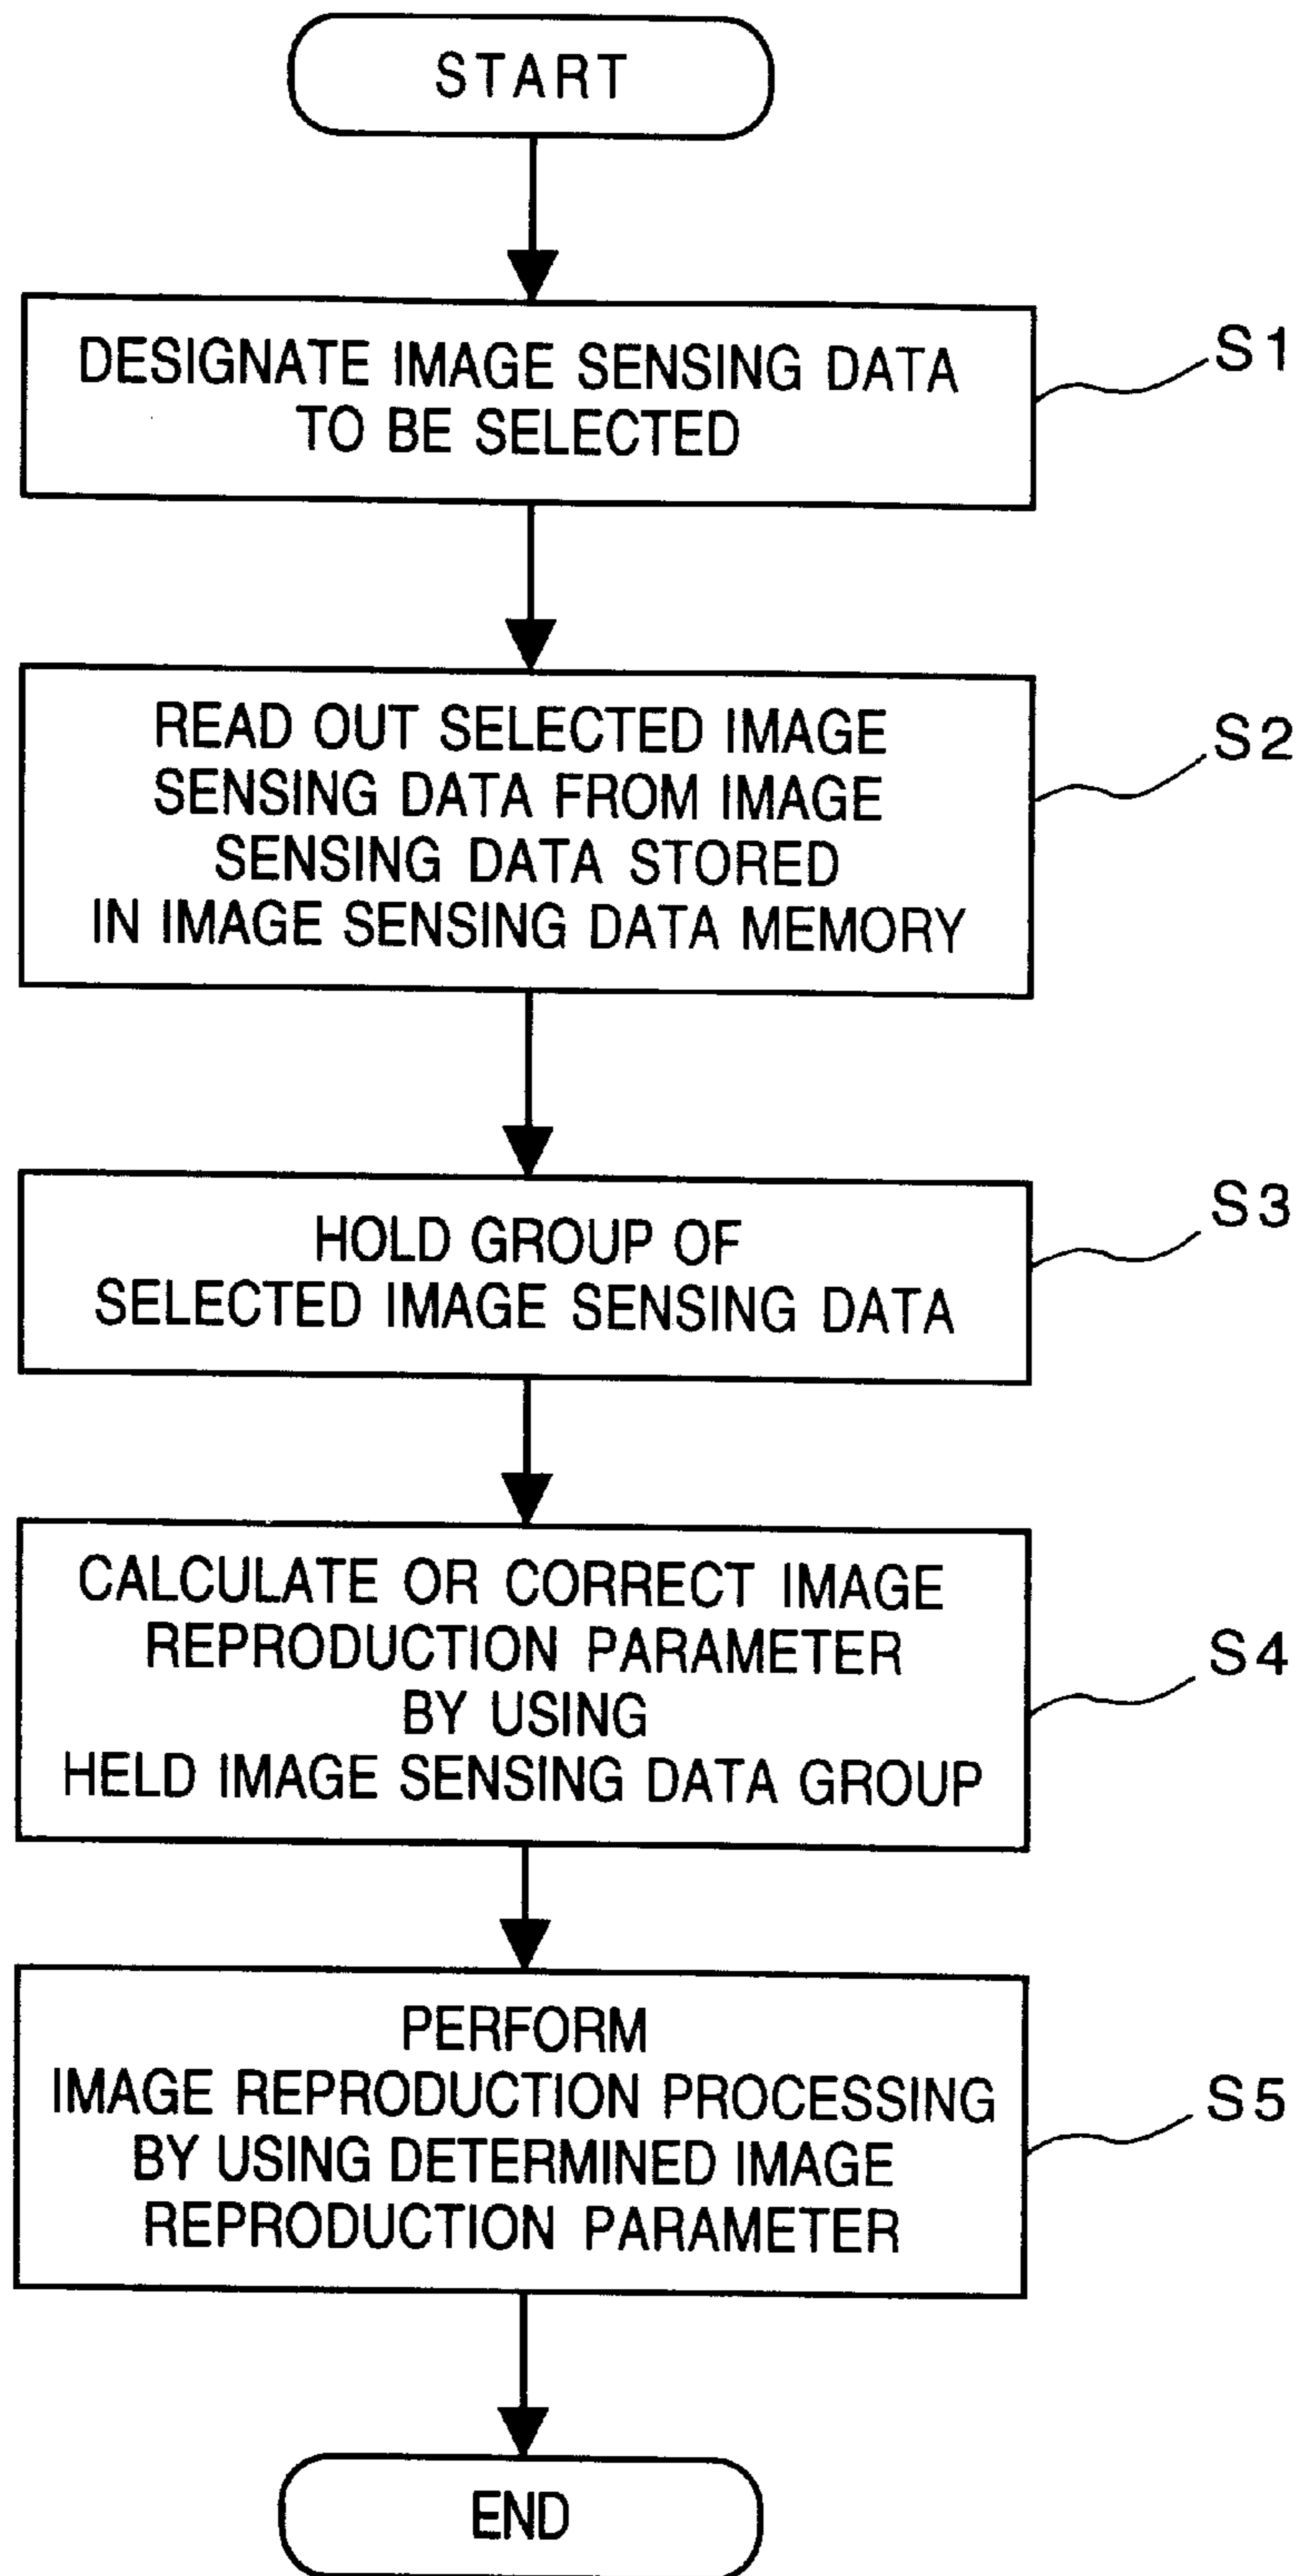 START
DESIGNATE IMAGE SENSING DATA
TO BE SELECTED
S1
READ OUT SELECTED IMAGE
SENSING DATA FROM IMAGE
SENSING DATA STORED
IN IMAGE SENSING DATA MEMORY
S2
HOLD GROUP OF
SELECTED IMAGE SENSING DATA
S3
CALCULATE OR CORRECT IMAGE
REPRODUCTION PARAMETER
BY USING
HELD IMAGE SENSING DATA GROUP
S4
PERFORM
IMAGE REPRODUCTION PROCESSING
BY USING DETERMINED IMAGE
REPRODUCTION PARAMETER
S5
END